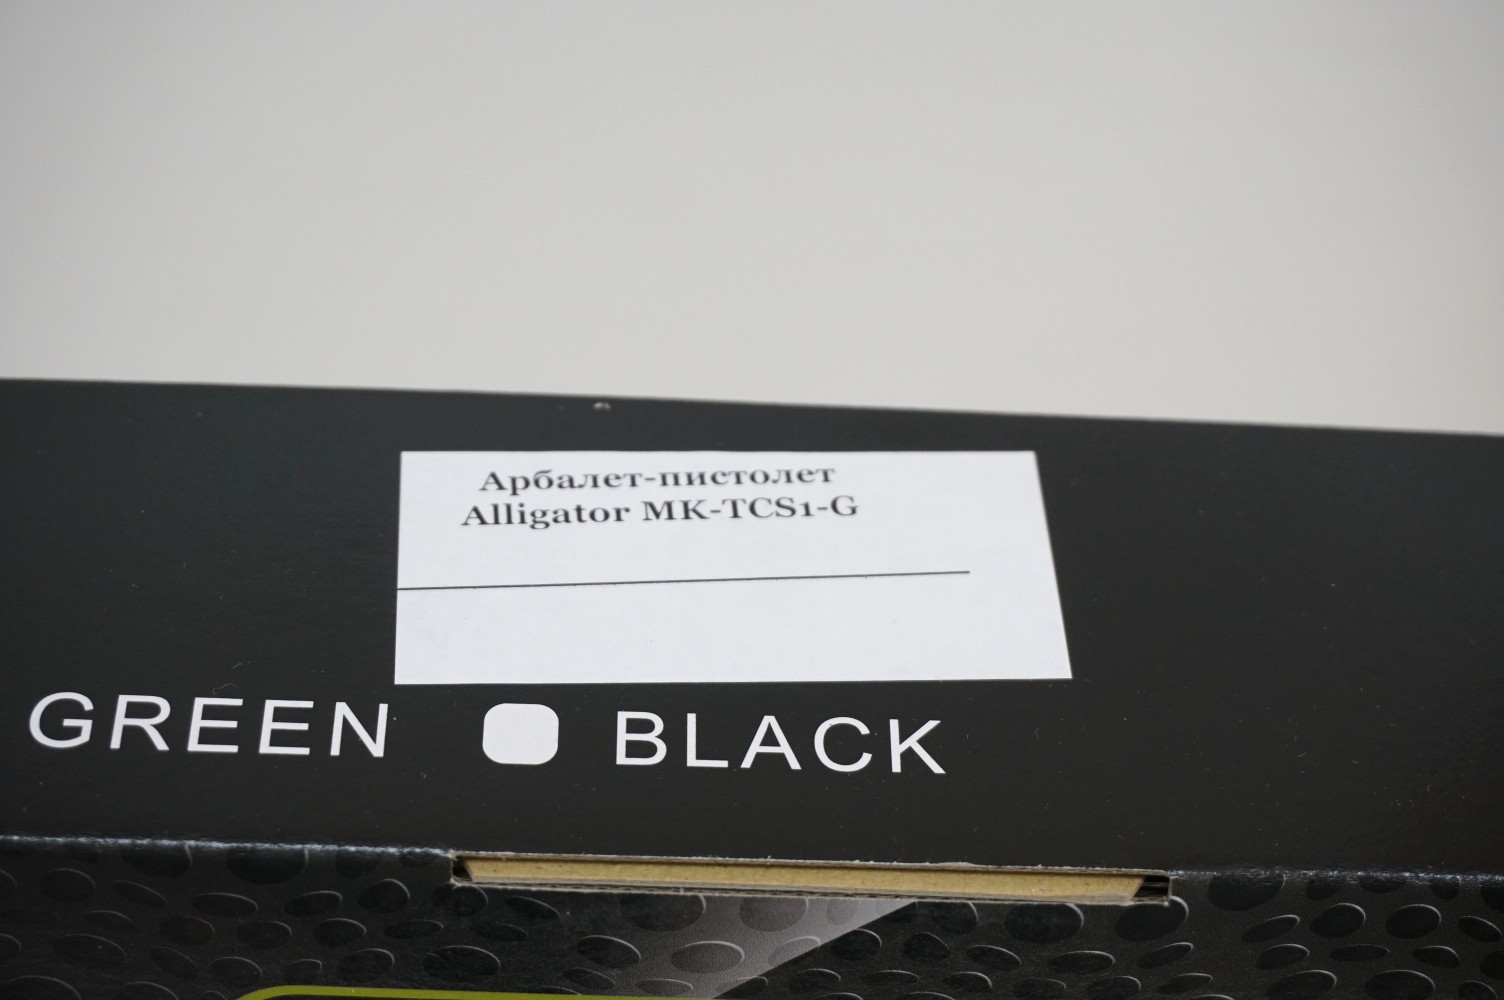 Арбалет-пистолет
Alligator MK-TCS1-G
GREEN BLACK